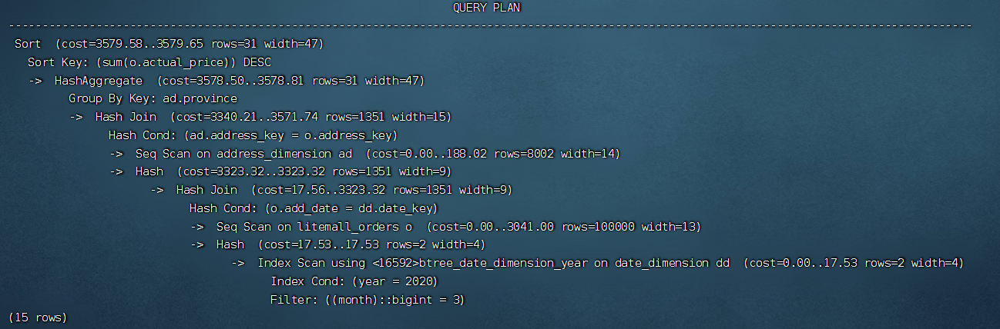 QUERY PLAN
--------------------------------------------------------------------------------------------------------------------------------------------
Sort (cost=3579.58..3579.65 rows=31 width=47)
Sort Key: (sum(o.actual_price)) DESC
-> HashAggregate (cost=3578.50..3578.81 rows=31 width=47)
Group By Key: ad.province
-> Hash Join (cost=3340.21..3571.74 rows=1351 width=15)
Hash Cond: (ad.address_key = o.address_key)
-> Seq Scan on address_dimension ad (cost=0.00..188.02 rows=8002 width=14)
-> Hash (cost=3323.32..3323.32 rows=1351 width=9)
-> Hash Join (cost=17.56..3323.32 rows=1351 width=9)
Hash Cond: (o.add_date = dd.date_key)
-> Seq Scan on litemall_orders o (cost=0.00..3041.00 rows=100000 width=13)
-> Hash (cost=17.53..17.53 rows=2 width=4)
-> Index Scan using <16592>btree_date_dimension_year on date_dimension dd (cost=0.00..17.53 rows=2 width=4)
Index Cond: (year = 2020)
Filter: ((month)::bigint = 3)
(15 rows)